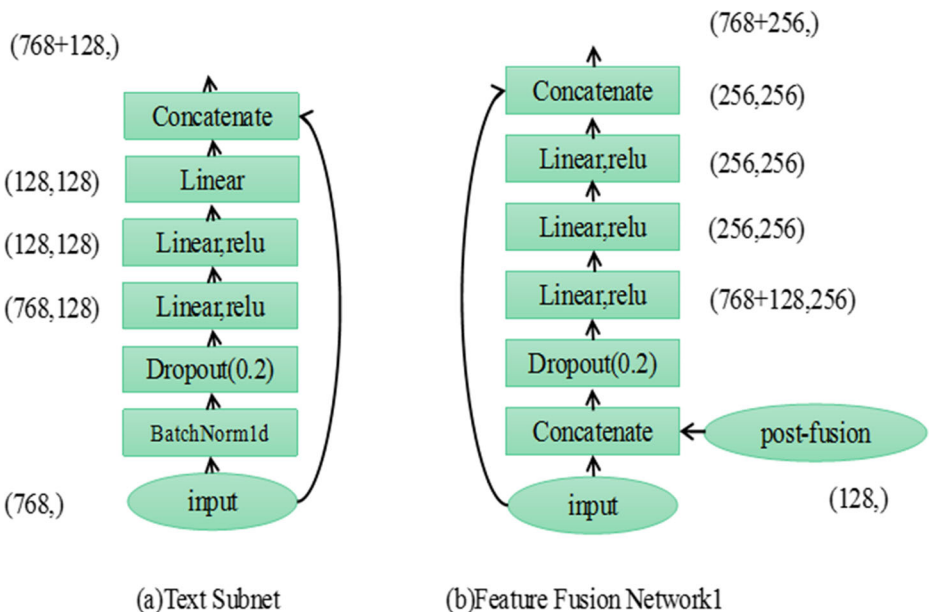 (768+128,)
Concatenate
(128,128)
Linear
(128,128)
Linear,relu
(768,128)
Linear,relu
Dropout(0.2)
BatchNorm1d
(768,)
input
(a)Text Subnet
(768+256,)
Concatenate
(256,256)
Linear,relu
(256,256)
Linear,relu
(256,256)
Linear,relu
(768+128,256)
Dropout(0.2)
Concatenate
post-fusion
input
(128,)
(b)Feature Fusion Network1